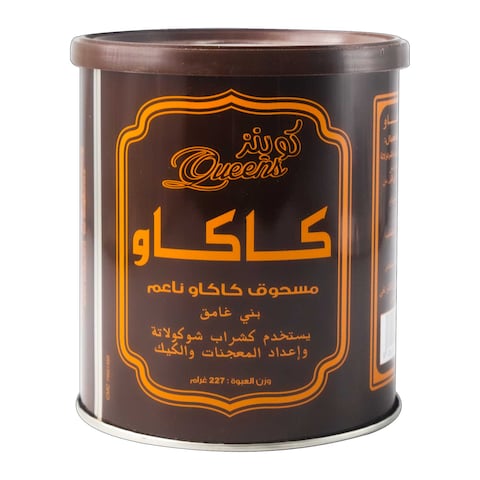 كوينز
Queens
كاكاو
مسحوق كاكاو ناعم
بني غامق
يستخدم كشراب شوكولاتة
وإعداد المعجنات والكيك
وزن العبوة : 227 غرام